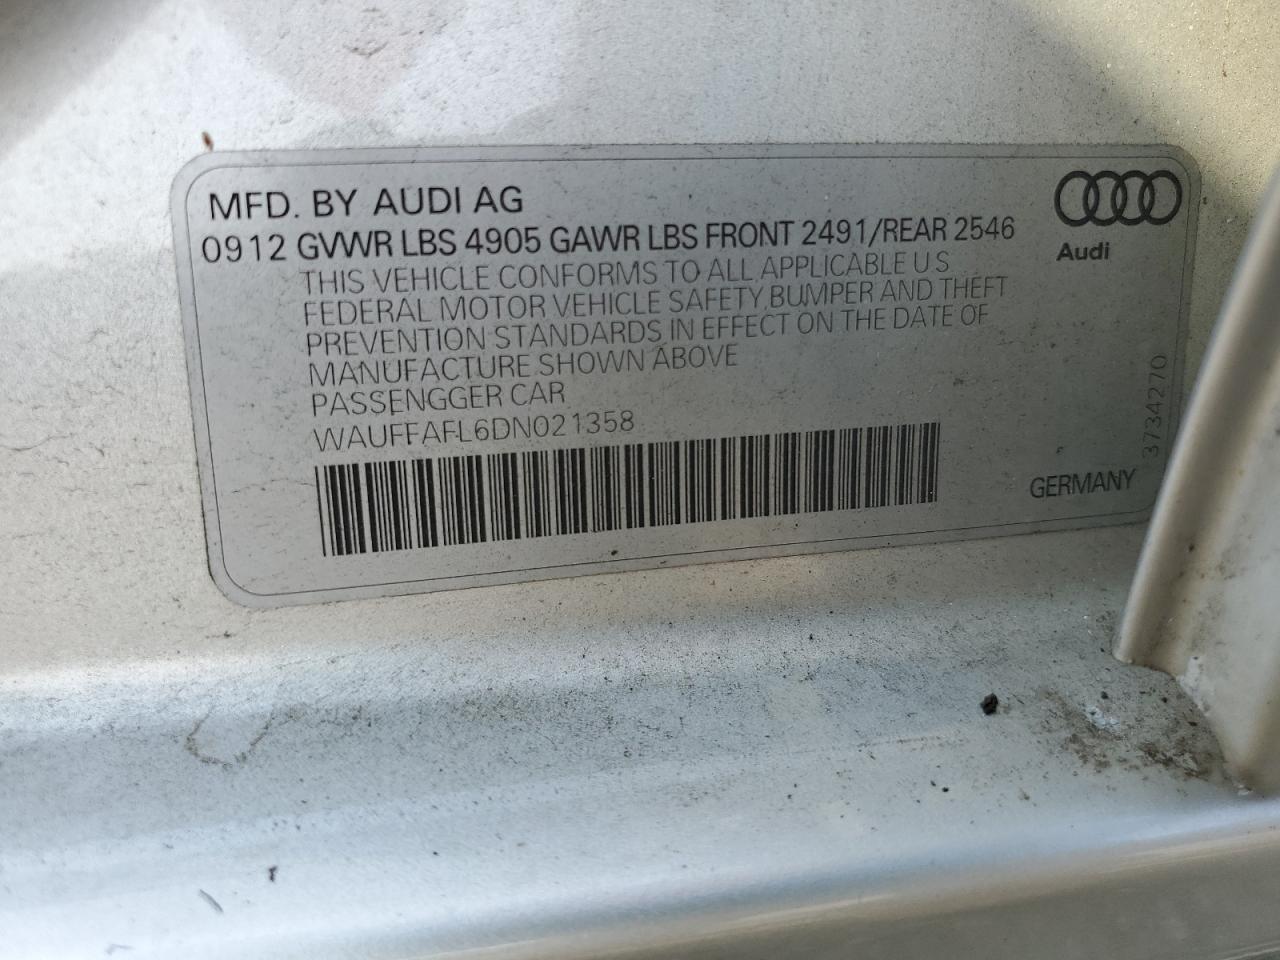 MFD. BY AUDI AG
0912 GVWR LBS 4905 GAWR LBS FRONT 2491/REAR 2546
THIS VEHICLE CONFORMS TO ALL APPLICABLE U S
FEDERAL MOTOR VEHICLE SAFETY, BUMPER AND THEFT
PREVENTION STANDARDS IN EFFECT ON THE DATE OF
MANUFACTURE SHOWN ABOVE
PASSENGGER CAR
WAUFFAFL6DN021358
Audi
3734270
GERMANY